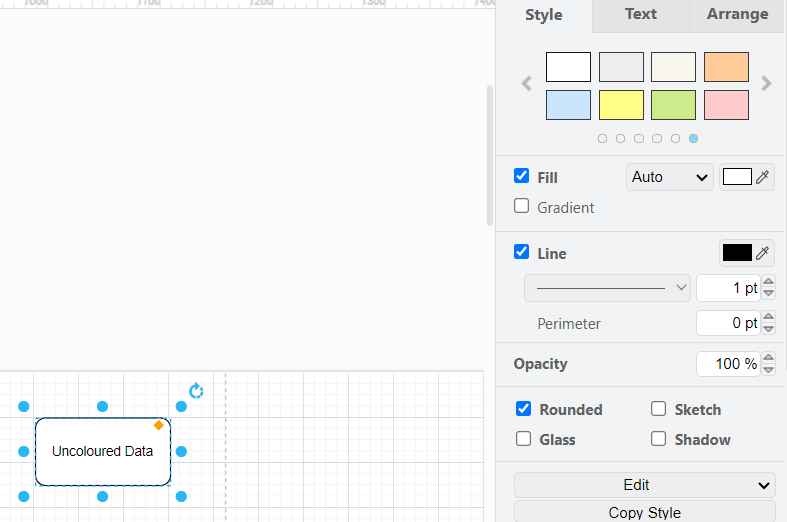 1000 1100 1200 1300 1400
Style Text Arrange
Fill Auto
Gradient
Line
1 pt
Perimeter 0 pt
Opacity 100 %
Rounded Sketch
Glass Shadow
Edit
Copy Style
Uncoloured Data